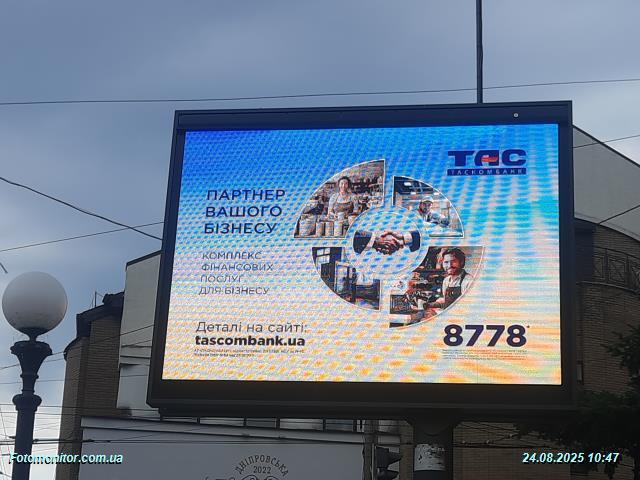 ТАС
ТАСКОМБАНК
ПАРТНЕР
ВАШОГО
БІЗНЕСУ
КОМПЛЕКС
ФІНАНСОВИХ
ПОСЛУГ
ДЛЯ БІЗНЕСУ
Деталі на сайті:
tascombank.ua
8778
ДНІПРОВСЬКА
2022
Fotomonitor.com.ua
24.08.2025 10:47